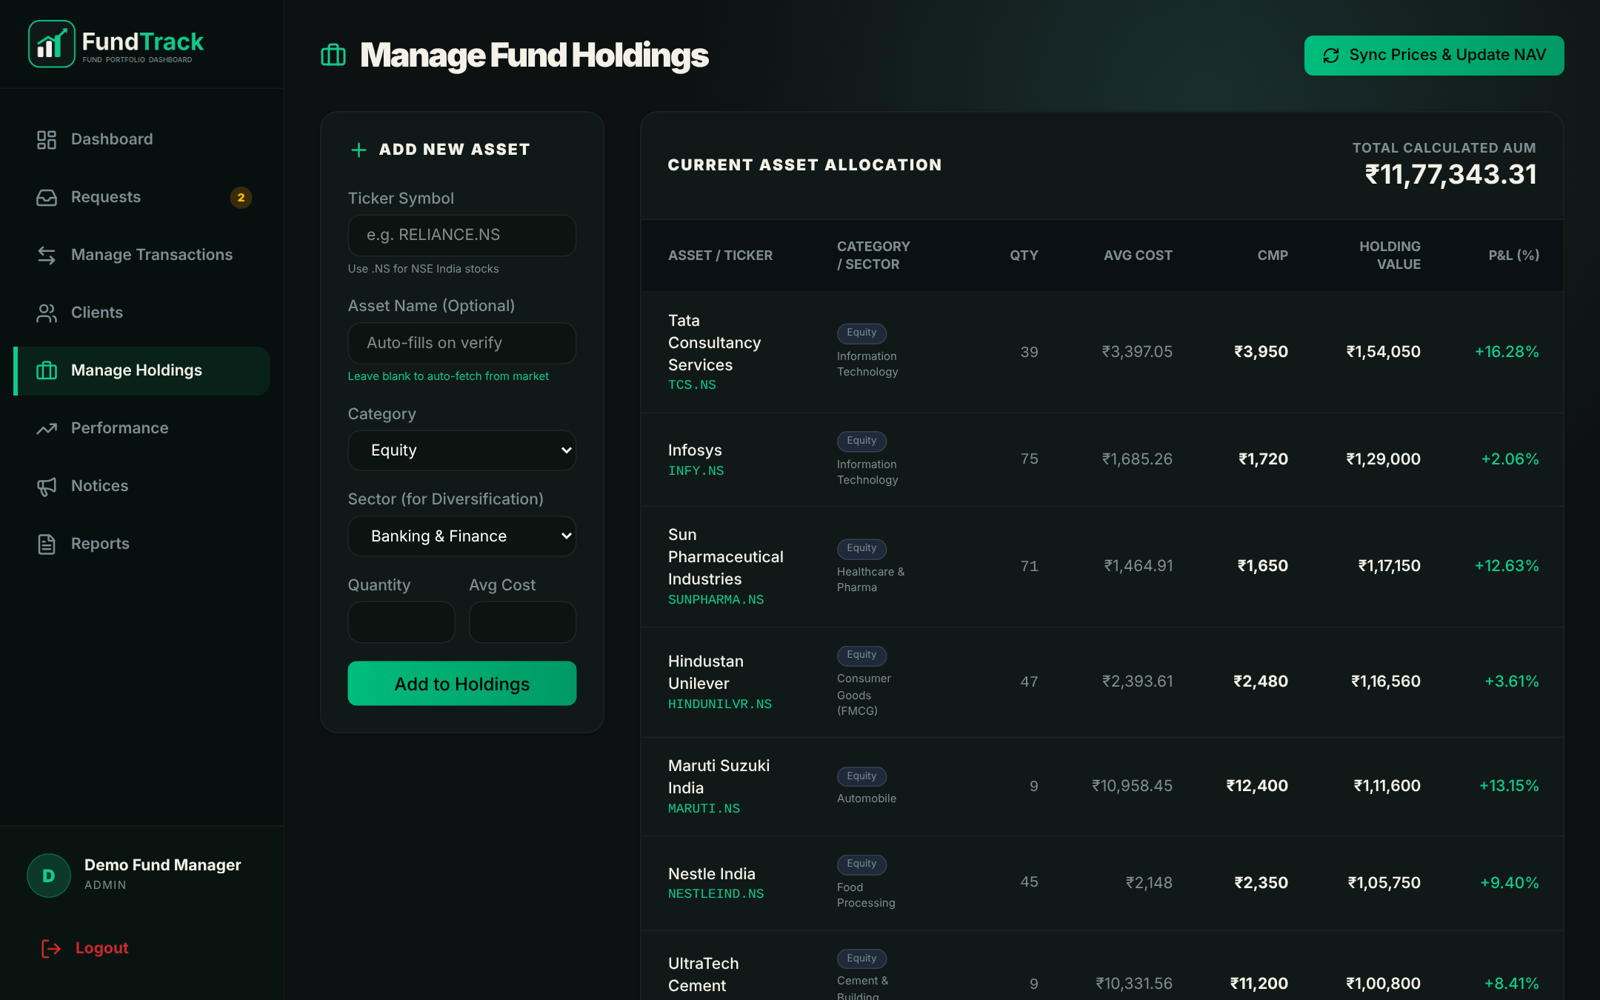 FundTrack
FUND PORTFOLIO DASHBOARD
Dashboard
Requests
2
Manage Transactions
Clients
Manage Holdings
Performance
Notices
Reports
D
Demo Fund Manager
ADMIN
Logout
Manage Fund Holdings
Sync Prices & Update NAV
ADD NEW ASSET
Ticker Symbol
e.g. RELIANCE.NS
Use .NS for NSE India stocks
Asset Name (Optional)
Auto-fills on verify
Leave blank to auto-fetch from market
Category
Equity
Sector (for Diversification)
Banking & Finance
Quantity Avg Cost
Add to Holdings
CURRENT ASSET ALLOCATION
TOTAL CALCULATED AUM
₹11,77,343.31
ASSET / TICKER
CATEGORY
/ SECTOR
QTY
AVG COST
CMP
HOLDING
VALUE
P&L (%)
Tata
Consultancy
Services
TCS.NS
Equity
Information
Technology
39
₹3,397.05
₹3,950
₹1,54,050
+16.28%
Infosys
INFY.NS
Equity
Information
Technology
75
₹1,685.26
₹1,720
₹1,29,000
+2.06%
Sun
Pharmaceutical
Industries
SUNPHARMA.NS
Equity
Healthcare &
Pharma
71
₹1,464.91
₹1,650
₹1,17,150
+12.63%
Hindustan
Unilever
HINDUNILVR.NS
Equity
Consumer
Goods
(FMCG)
47
₹2,393.61
₹2,480
₹1,16,560
+3.61%
Maruti Suzuki
India
MARUTI.NS
Equity
Automobile
9
₹10,958.45
₹12,400
₹1,11,600
+13.15%
Nestle India
NESTLEIND.NS
Equity
Food
Processing
45
₹2,148
₹2,350
₹1,05,750
+9.40%
UltraTech
Cement
Equity
Cement &
Building
9
₹10,331.56
₹11,200
₹1,00,800
+8.41%